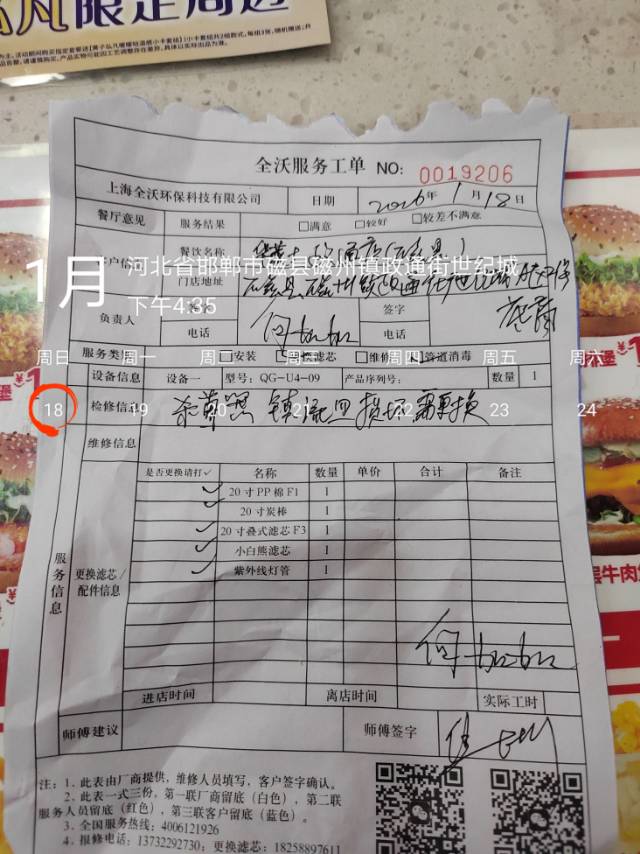 凡限定周边
全沃服务工单 NO: 0019206
上海全沃环保科技有限公司 日期 2026年1月18日
餐厅意见 服务结果 □满意 □较好 □较差不满意
客户信息 餐饮名称
门店地址
1月 河北省邯郸市磁县磁州镇政通街世纪城
下午4:35
负责人 签字 签字
电话 电话
周日 周一 周二 周三 周四 周五 周六
服务类别 □安装 □换滤芯 □维修 管道消毒
设备信息 设备一 型号: QG-U4-09 产品序列号: 数量 1
18 19 20 21 22 23 24
检修信息 损坏需更换
维修信息
是否更换请打✓ 名称 数量 单价 合计 备注
✓ 20寸PP棉F1 1
✓ 20寸炭棒 1
✓ 20寸叠式滤芯F3 1
✓ 小白熊滤芯 1
✓ 紫外线灯管 1
服务信息
更换滤芯/配件信息
进店时间 离店时间 实际工时
师傅建议 师傅签字
注: 1. 此表由厂商提供, 维修人员填写, 客户签字确认。
2. 此表一式三份, 第一联厂商留底（白色）, 第二联
服务人员留底（红色）, 第三联客户留底（蓝色）。
3. 全国服务热线: 4006121926
4. 报修电话: 13732292730; 更换滤芯: 18258897611